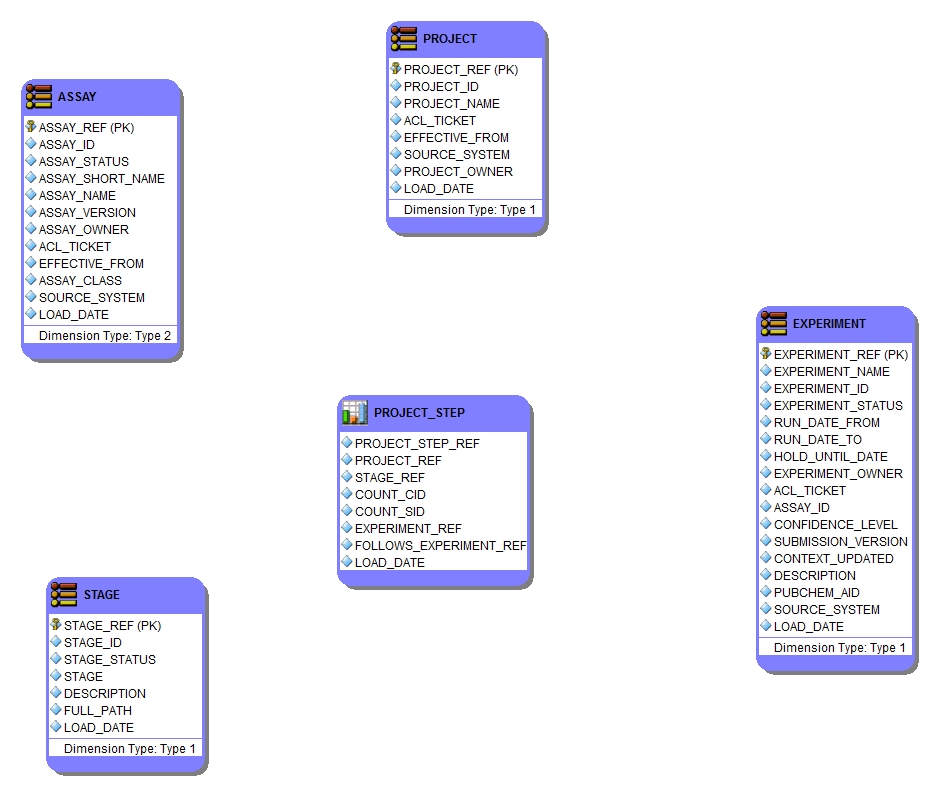 PROJECT
PROJECT_REF (PK)
PROJECT_ID
PROJECT_NAME
ACL_TICKET
EFFECTIVE_FROM
SOURCE_SYSTEM
PROJECT_OWNER
LOAD_DATE
Dimension Type: Type 1
ASSAY
ASSAY_REF (PK)
ASSAY_ID
ASSAY_STATUS
ASSAY_SHORT_NAME
ASSAY_NAME
ASSAY_VERSION
ASSAY_OWNER
ACL_TICKET
EFFECTIVE_FROM
ASSAY_CLASS
SOURCE_SYSTEM
LOAD_DATE
Dimension Type: Type 2
EXPERIMENT
EXPERIMENT_REF (PK)
EXPERIMENT_NAME
EXPERIMENT_ID
EXPERIMENT_STATUS
RUN_DATE_FROM
RUN_DATE_TO
HOLD_UNTIL_DATE
EXPERIMENT_OWNER
ACL_TICKET
ASSAY_ID
CONFIDENCE_LEVEL
SUBMISSION_VERSION
CONTEXT_UPDATED
DESCRIPTION
PUBCHEM_AID
SOURCE_SYSTEM
LOAD_DATE
Dimension Type: Type 1
PROJECT_STEP
PROJECT_STEP_REF
PROJECT_REF
STAGE_REF
COUNT_CID
COUNT_SID
EXPERIMENT_REF
FOLLOWS_EXPERIMENT_REF
LOAD_DATE
STAGE
STAGE_REF (PK)
STAGE_ID
STAGE_STATUS
STAGE
DESCRIPTION
FULL_PATH
LOAD_DATE
Dimension Type: Type 1